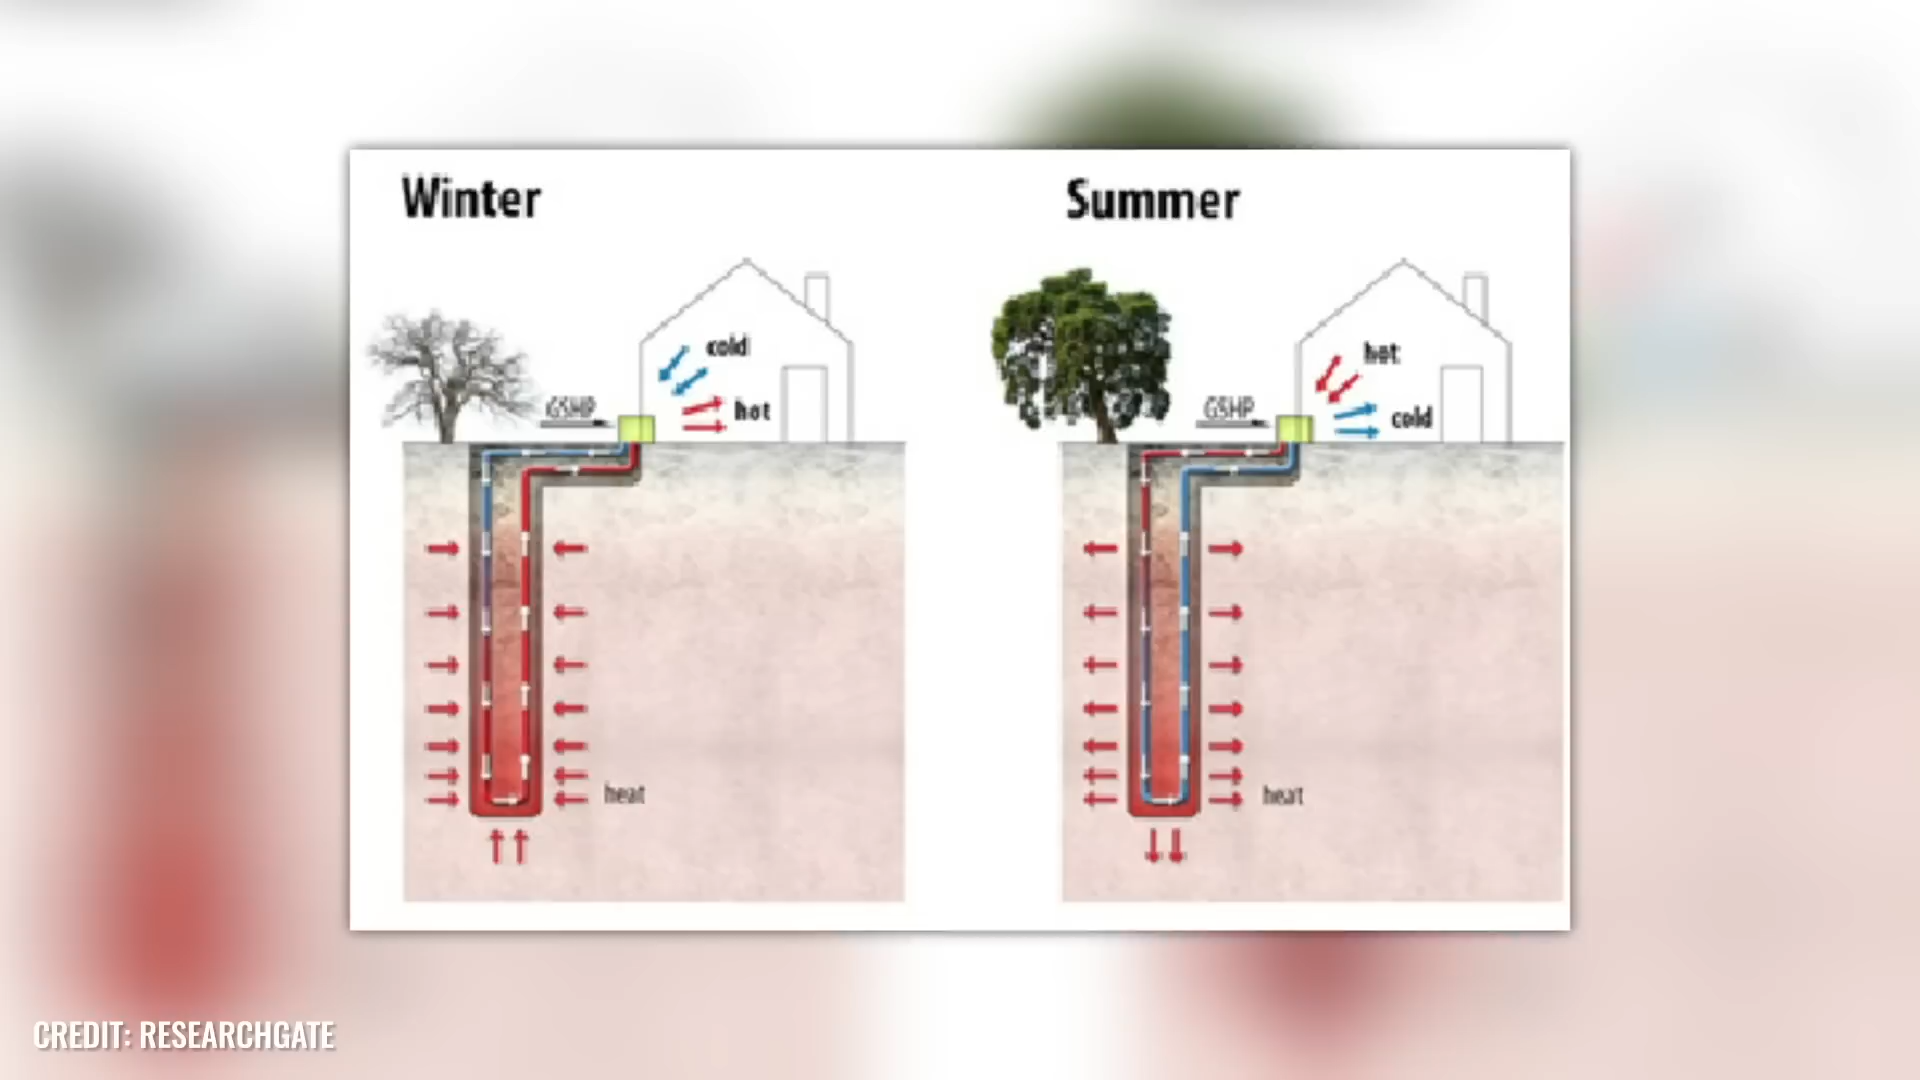 Winter
cold
hot
GSHP
heat
Summer
hot
cold
GSHP
heat
CREDIT: RESEARCHGATE